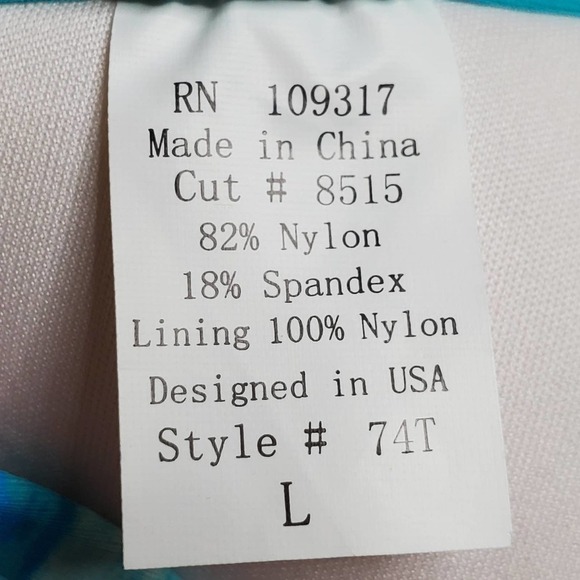 RN 109317
Made in China
Cut # 8515
82% Nylon
18% Spandex
Lining 100% Nylon
Designed in USA
Style # 74T
L